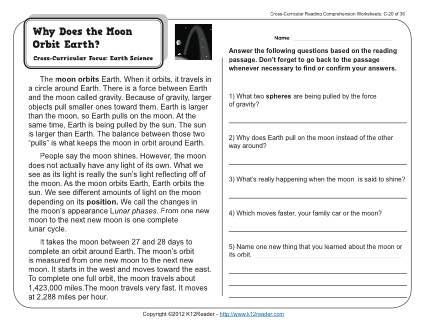 Cross-Curricular Reading Comprehension Worksheets: C-20 of 36
Why Does the Moon
Orbit Earth?
Cross-Curricular Focus: Earth Science
Name:
Answer the following questions based on the reading
passage. Don't forget to go back to the passage
whenever necessary to find or confirm your answers.
The moon orbits Earth. When it orbits, it travels in
a circle around Earth. There is a force between Earth
and the moon called gravity. Because of gravity, larger
objects pull smaller ones toward them. Earth is larger
than the moon, so Earth pulls on the moon. At the
same time, Earth is being pulled by the sun. The sun
is larger than Earth. The balance between those two
"pulls" is what keeps the moon in orbit around Earth.
People say the moon shines. However, the moon
does not actually have any light of its own. What we
see as its light is really the sun's light reflecting off of
the moon. As the moon orbits Earth, Earth orbits the
sun. We see different amounts of light on the moon
depending on its position. We call the changes in
the moon's appearance Lunar phases. From one new
moon to the next new moon is one complete
lunar cycle.
It takes the moon between 27 and 28 days to
complete an orbit around Earth. The moon's orbit
is measured from one new moon to the next new
moon. It starts in the west and moves toward the east.
To complete one full orbit, the moon travels about
1,423,000 miles.The moon travels very fast. It moves
at 2,288 miles per hour.
1) What two spheres are being pulled by the force
of gravity?
2) Why does Earth pull on the moon instead of the other
way around?
3) What's really happening when the moon is said to shine?
4) Which moves faster, your family car or the moon?
5) Name one new thing that you learned about the moon or
its orbit.
Copyright ©2012 K12Reader - http://www.k12reader.com